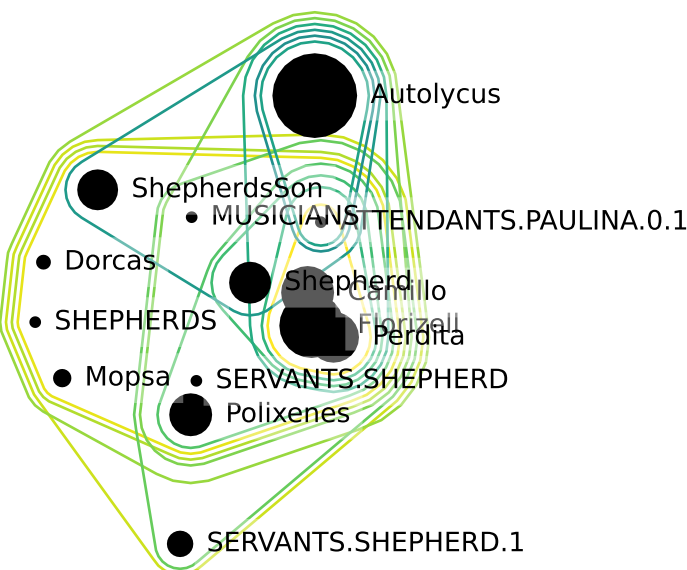 Autolycus
ShepherdsSon
MUSICIANS
ATTENDANTS.PAULINA.0.1
Dorcas
Shepherd
Camillo
SHEPHERDS
Florizell
Perdita
Mopsa
SERVANTS.SHEPHERD
Polixenes
SERVANTS.SHEPHERD.1